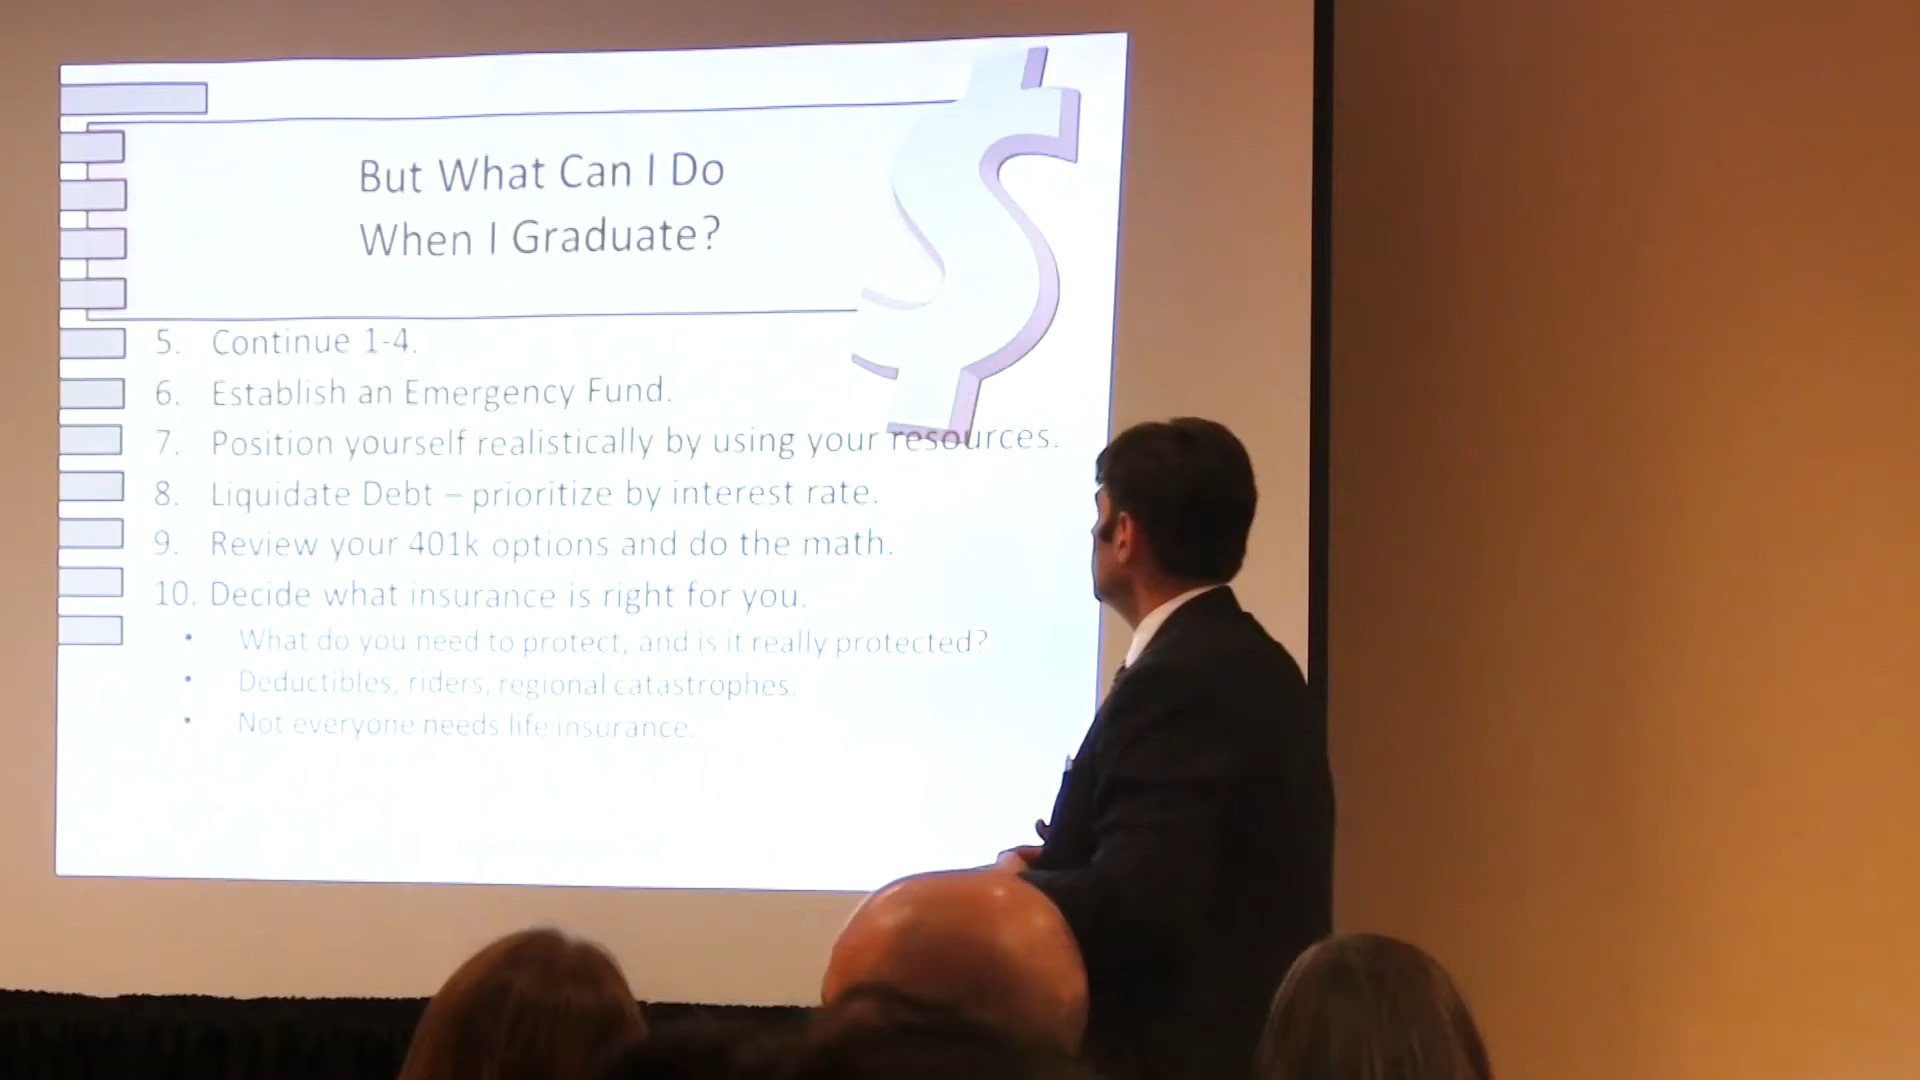 But What Can I Do
When I Graduate?
5. Continue 1-4.
6. Establish an Emergency Fund.
7. Position yourself realistically by using your resources.
8. Liquidate Debt – prioritize by interest rate.
9. Review your 401k options and do the math.
10. Decide what insurance is right for you.
• What do you need to protect, and is it really protected?
• Deductibles, riders, regional catastrophes.
• Not everyone needs life insurance.